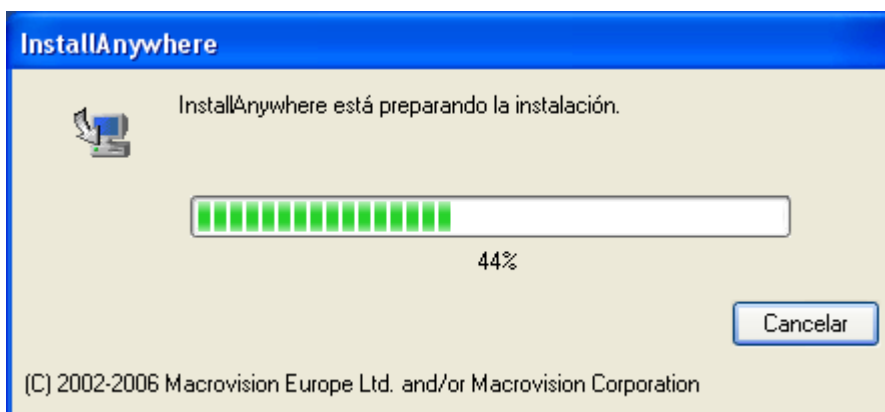 InstallAnywhere
InstallAnywhere está preparando la instalación.
44%
Cancelar
(C) 2002-2006 Macrovision Europe Ltd. and/or Macrovision Corporation